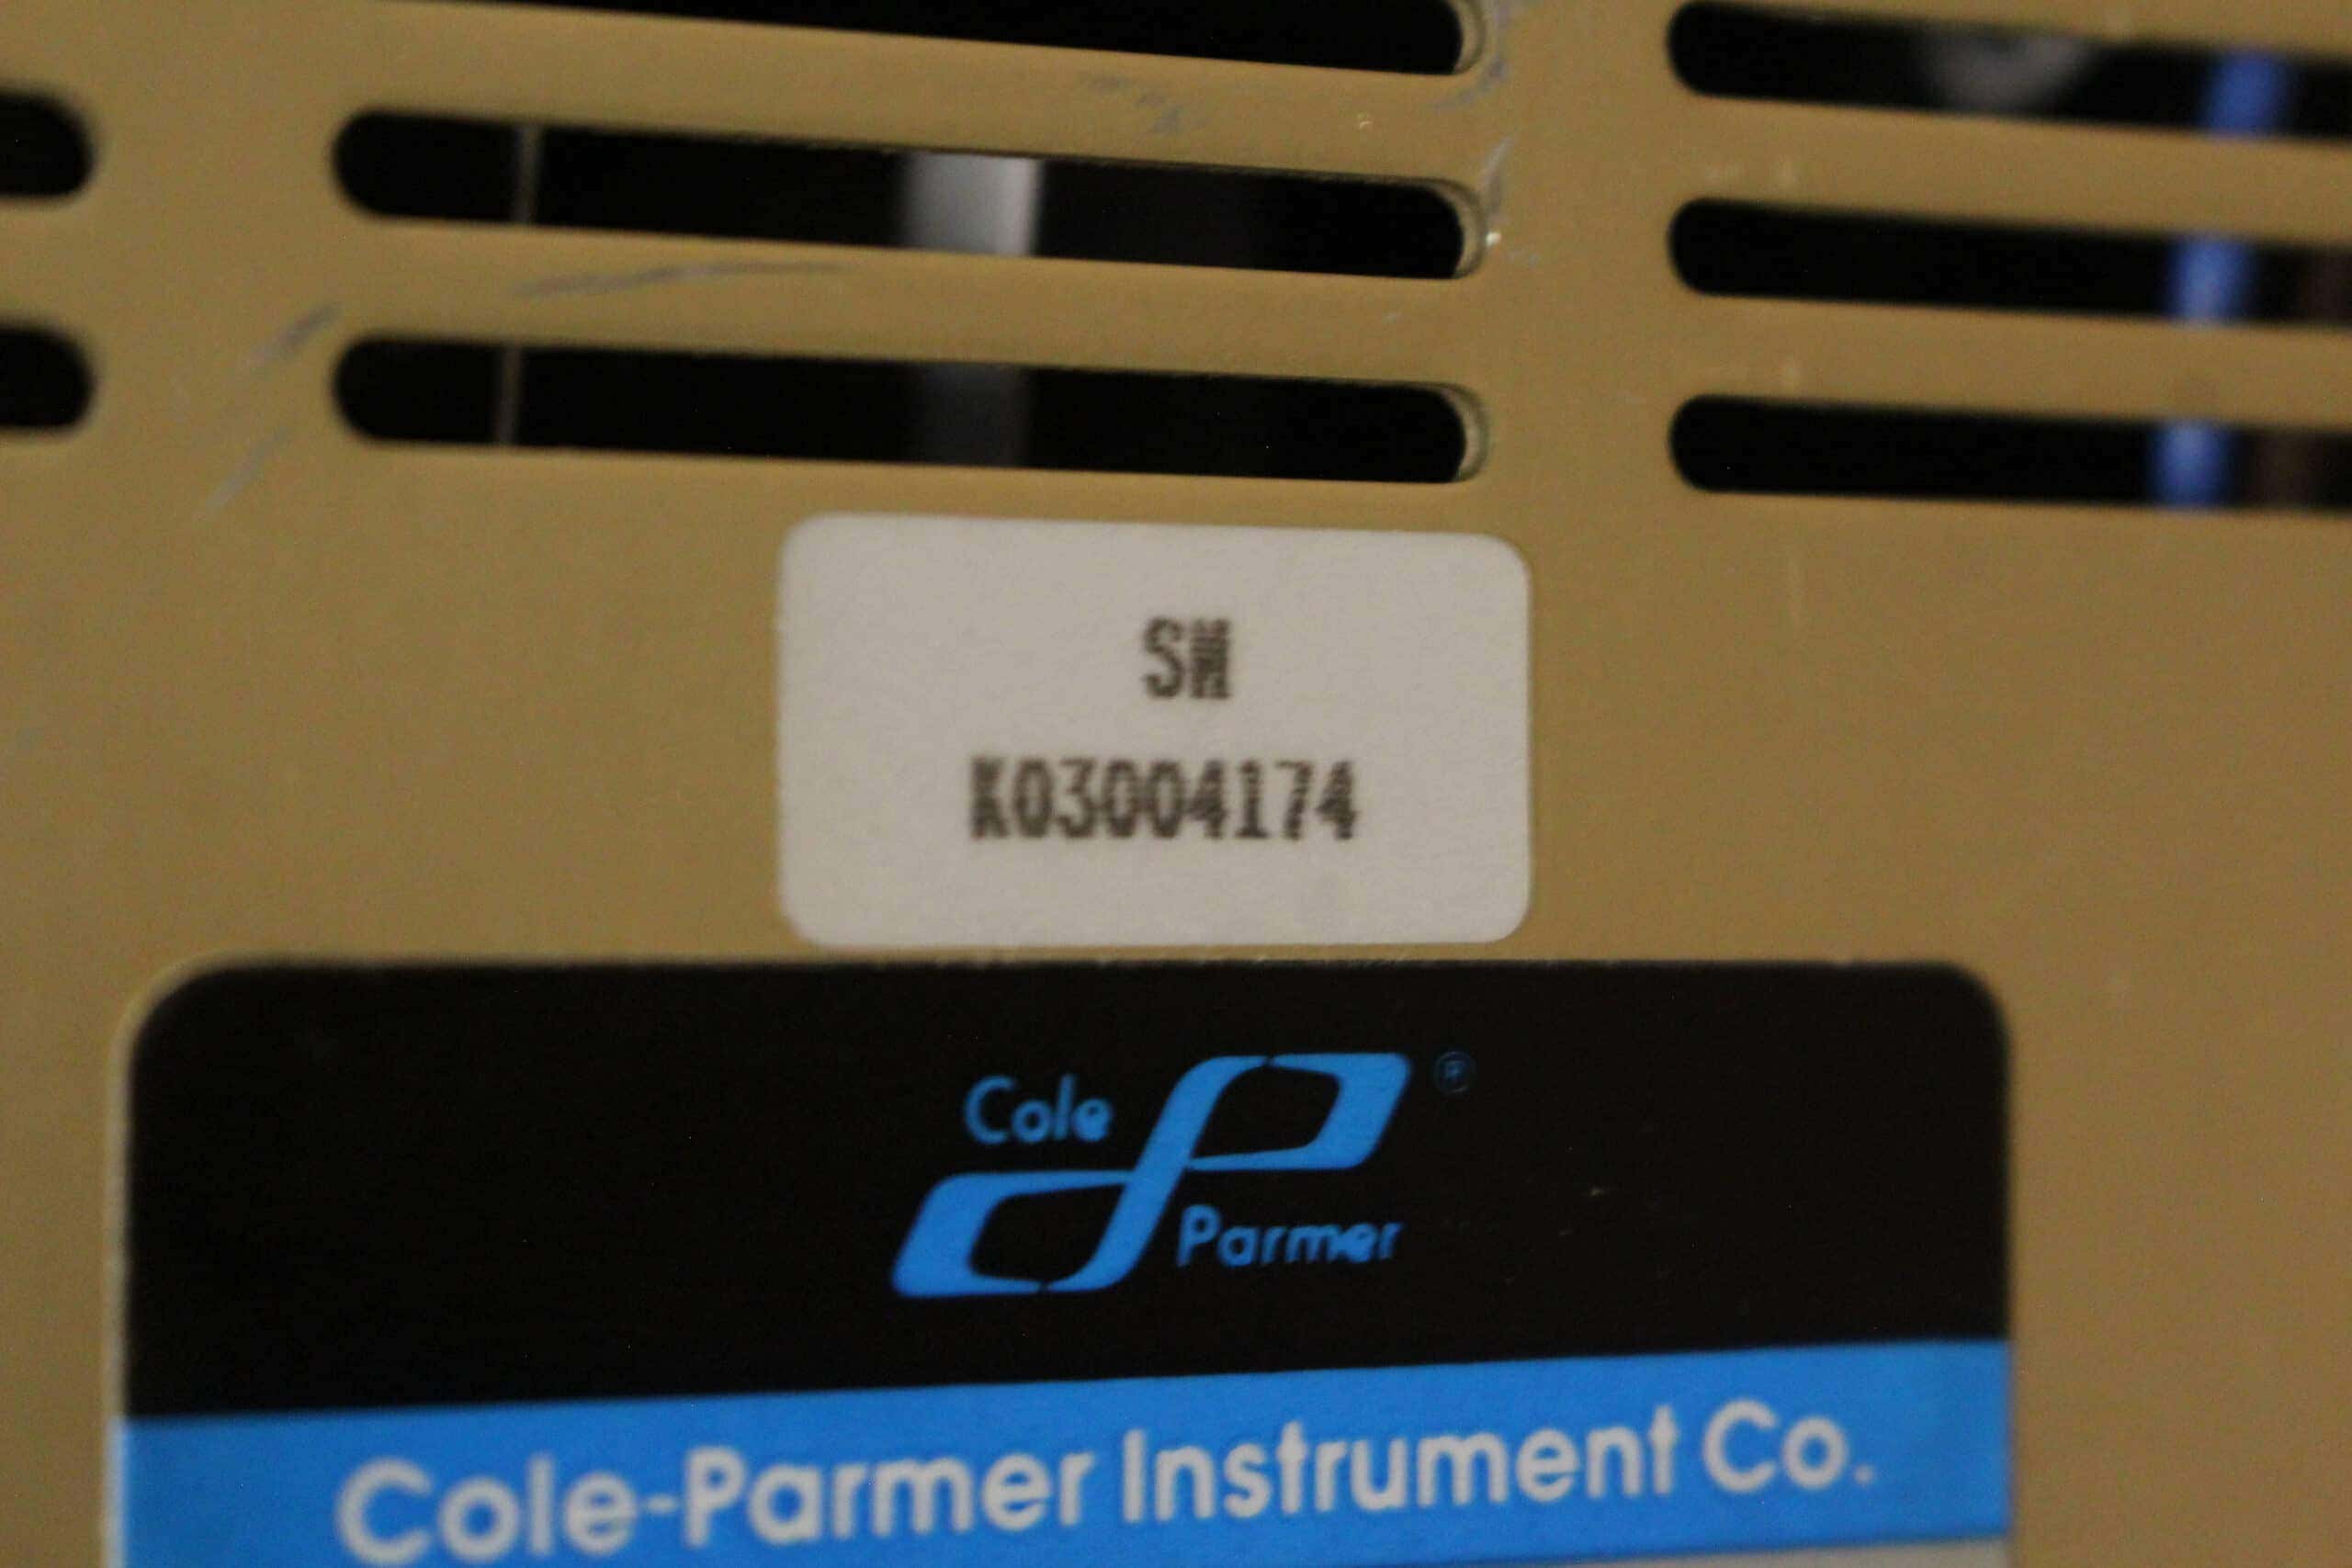 SN
K03004174
Cole
Parmer
®
Cole-Parmer Instrument Co.